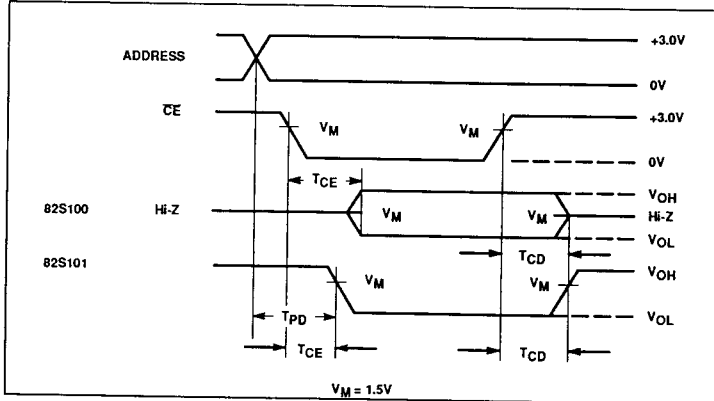 ADDRESS
+3.0V
0V
CE
VM
VM
+3.0V
0V
TCE
82S100
Hi-Z
VM
VM
VOH
Hi-Z
VOL
82S101
TCD
VM
VM
VOH
VOL
TPD
TCE
TCD
VM = 1.5V